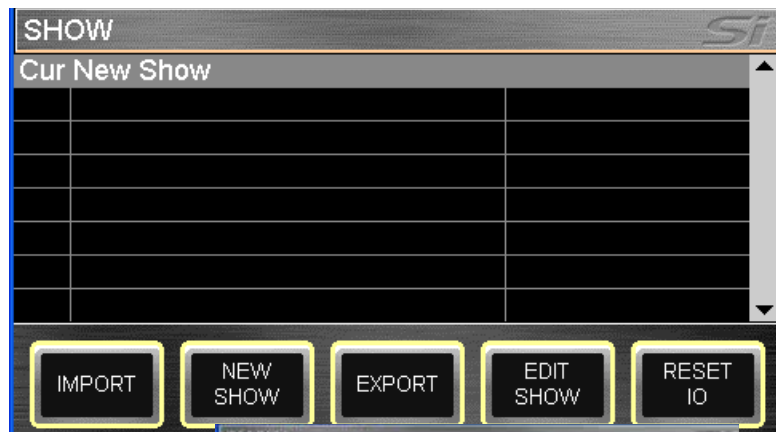 SHOW
Si
Cur New Show
IMPORT
NEW
SHOW
EXPORT
EDIT
SHOW
RESET
IO